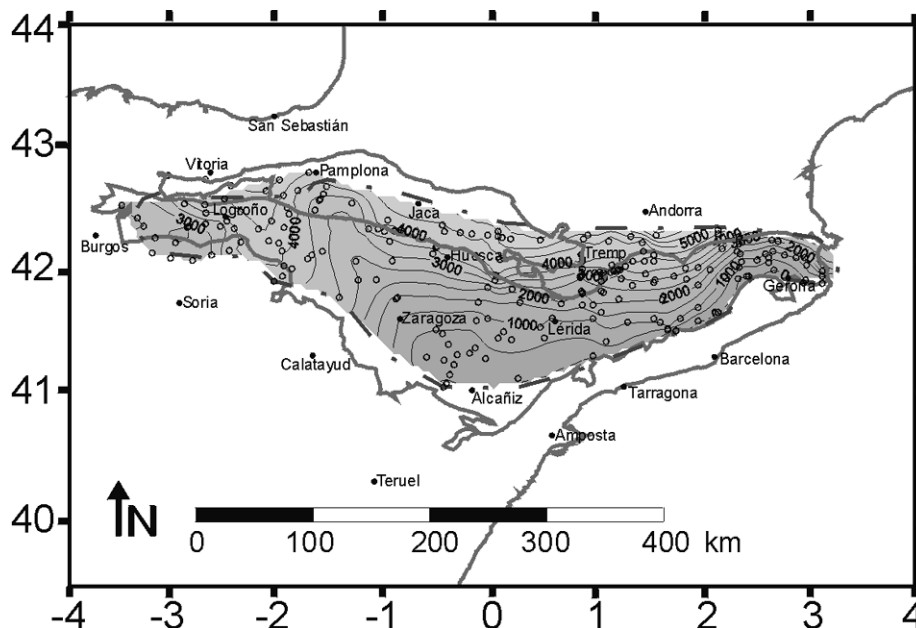 44
43
San Sebastián
Vitoria
Pamplona
Logroño
Jaca
Andorra
3000
4000
4000
5000
Burgos
Huesca
Tremp
4000
3000
42
2000
2000
1000
Gerona
0
Soria
Zaragoza
1000
Lérida
Calatayud
Barcelona
41
Alcañiz
Tarragona
Amposta
Teruel
40
N
0 100 200 300 400 km
-4 -3 -2 -1 0 1 2 3 4